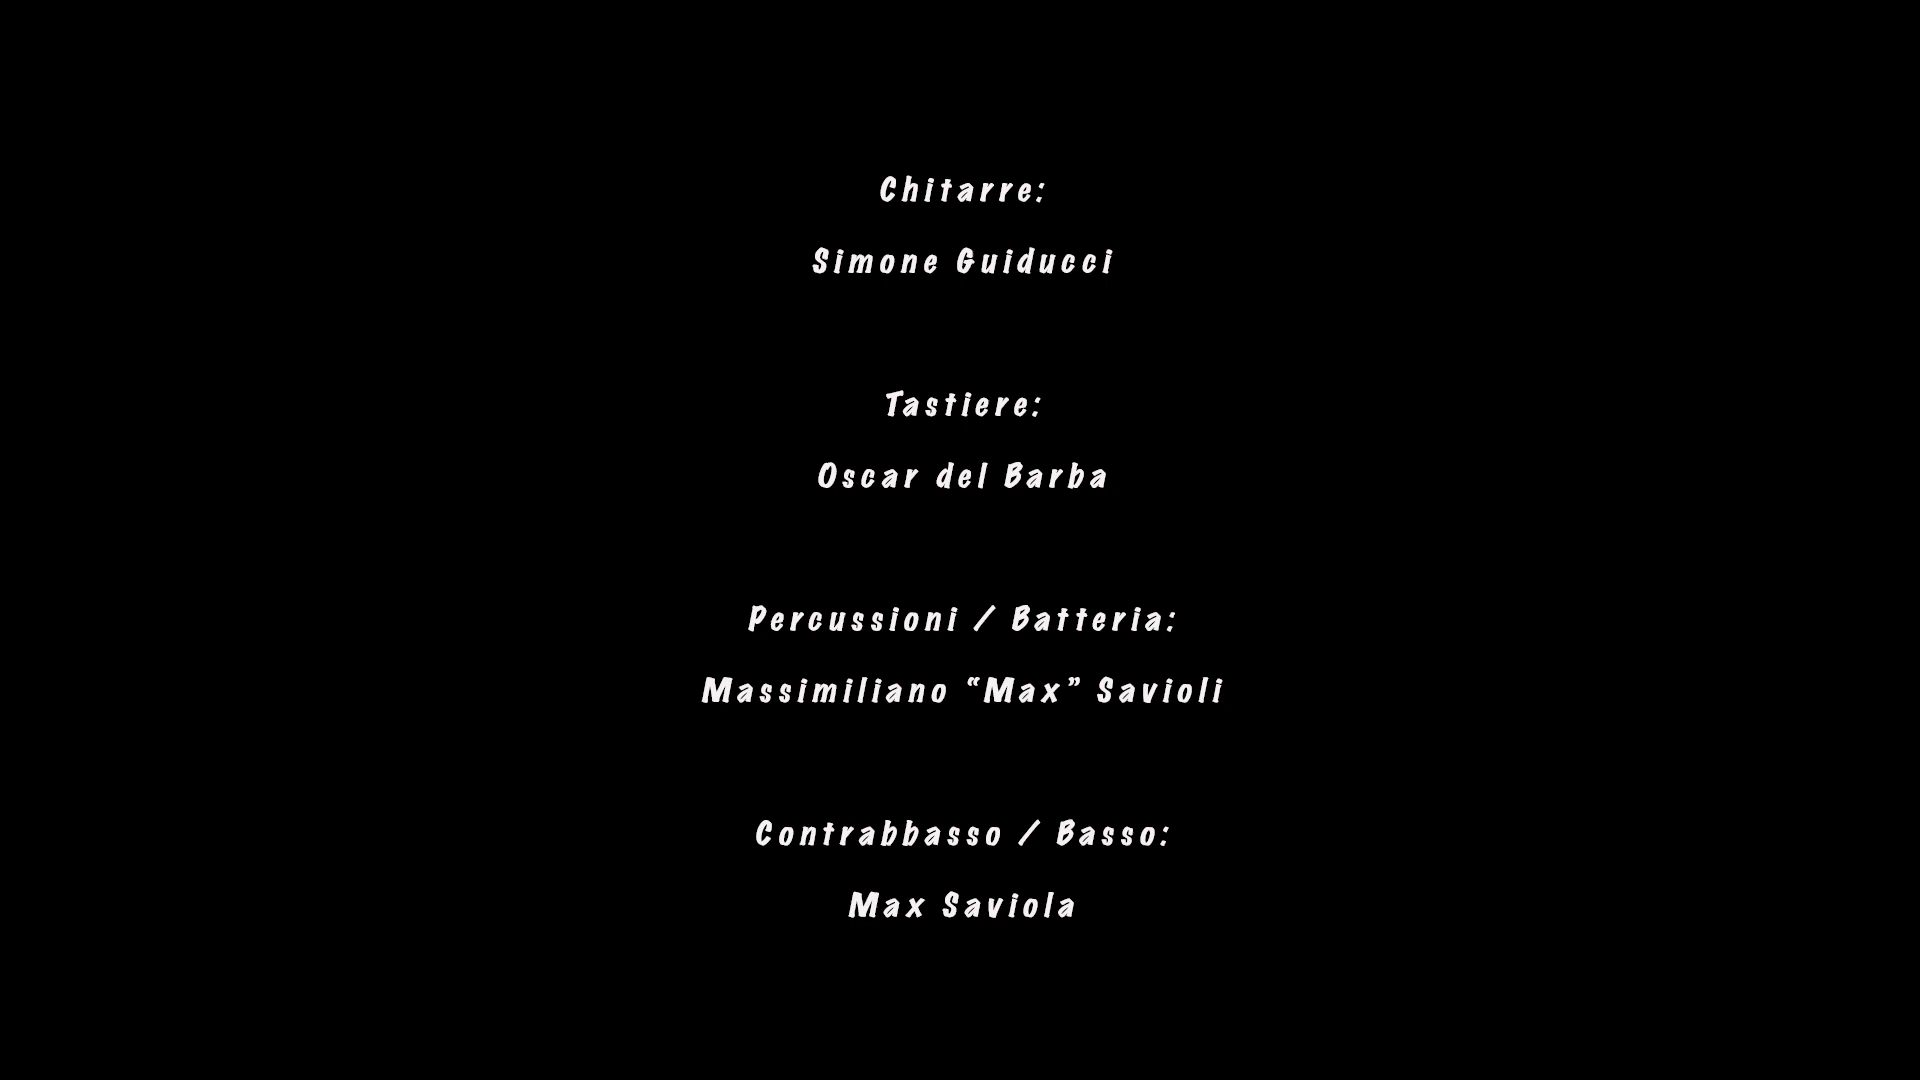 Chitarre:
Simone Guiducci
Tastiere:
Oscar del Barba
Percussioni / Batteria:
Massimiliano “Max” Savioli
Contrabbasso / Basso:
Max Saviola